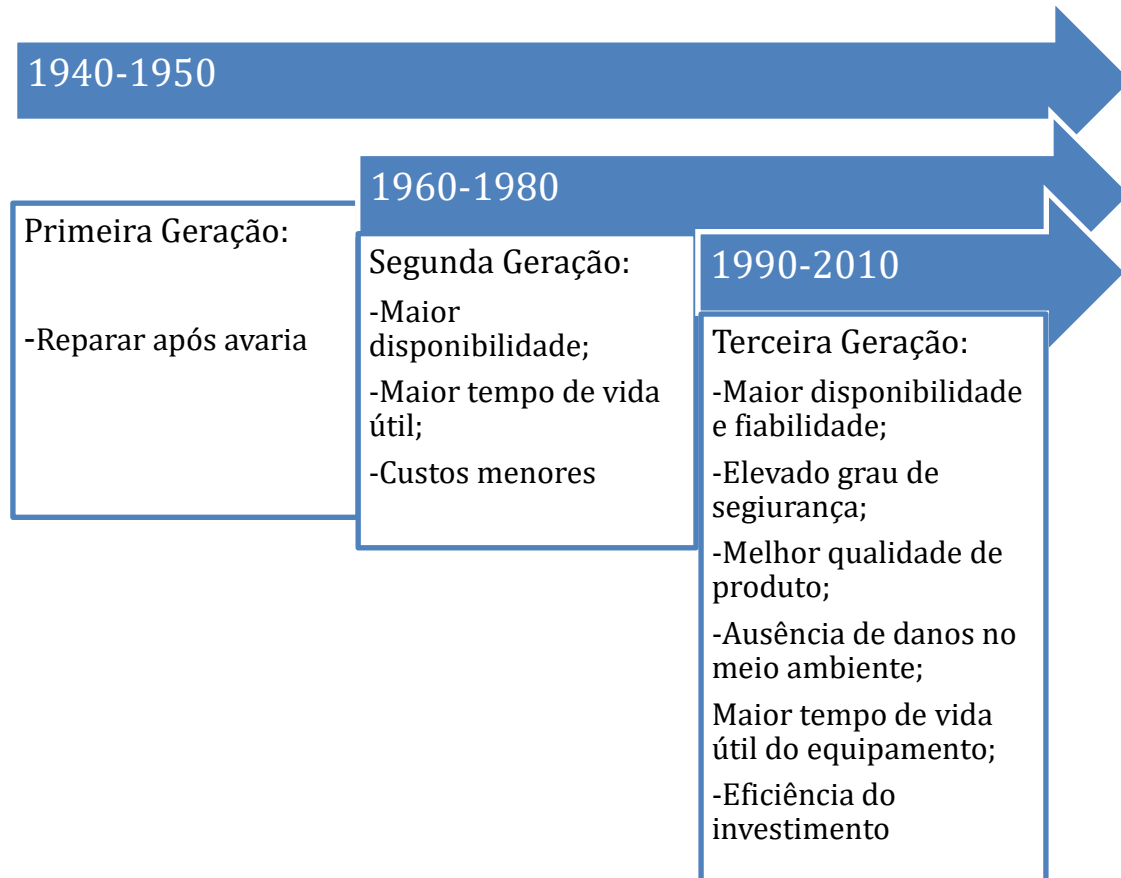 1940-1950
Primeira Geração:
-Reparar após avaria
1960-1980
Segunda Geração:
-Maior
disponibilidade;
-Maior tempo de vida
útil;
-Custos menores
1990-2010
Terceira Geração:
-Maior disponibilidade
e fiabilidade;
-Elevado grau de
segiurança;
-Melhor qualidade de
produto;
-Ausência de danos no
meio ambiente;
Maior tempo de vida
útil do equipamento;
-Eficiência do
investimento